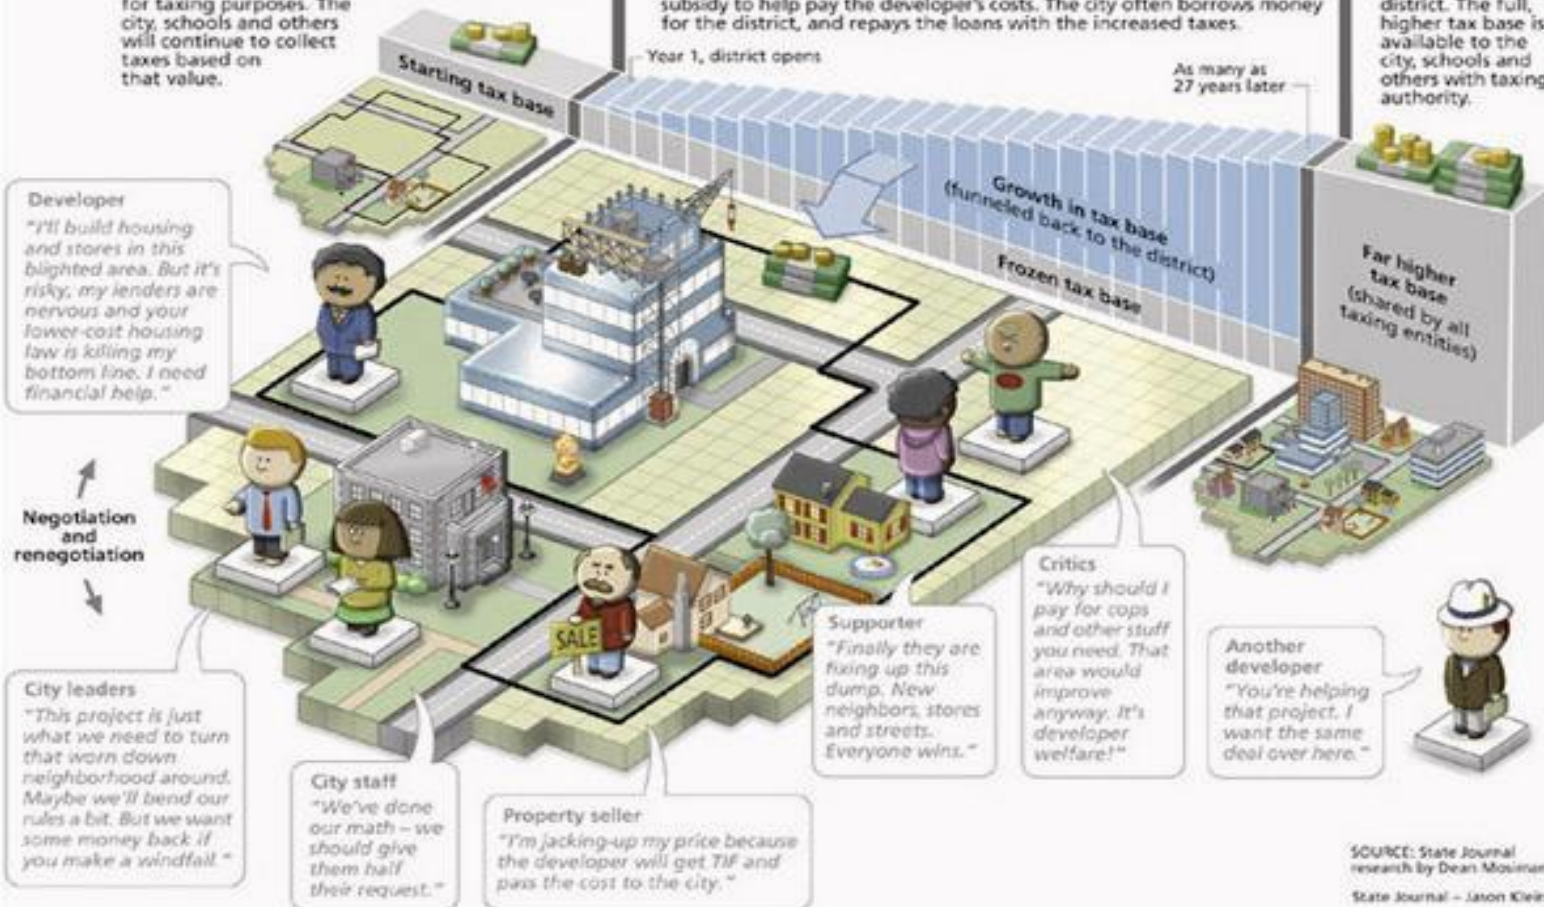 for taxing purposes. The
city, schools and others
will continue to collect
taxes based on
that value.
subsidy to help pay the developer's costs. The city often borrows money
for the district, and repays the loans with the increased taxes.
district. The full,
higher tax base is
available to the
city, schools and
others with taxing
authority.
Year 1, district opens
As many as
27 years later
Starting tax base
Growth in tax base
(funneled back to the district)
Frozen tax base
Far higher
tax base
(shared by all
taxing entities)
Developer
"I'll build housing
and stores in this
blighted area. But it's
risky, my lenders are
nervous and your
lower-cost housing
law is killing my
bottom line. I need
financial help."
Negotiation
and
renegotiation
City leaders
"This project is just
what we need to turn
that worn down
neighborhood around.
Maybe we'll bend our
rules a bit. But we want
some money back if
you make a windfall."
City staff
"We've done
our math – we
should give
them half
their request."
SALE
Property seller
"I'm jacking-up my price because
the developer will get TIF and
pass the cost to the city."
Supporter
"Finally they are
fixing up this
dump. New
neighbors, stores
and streets.
Everyone wins."
Critics
"Why should I
pay for cops
and other stuff
you need. That
area would
improve
anyway. It's
developer
welfare!"
Another
developer
"You're helping
that project. I
want the same
deal over here."
SOURCE: State Journal
research by Dean Mosiman
State Journal – Jason Klein